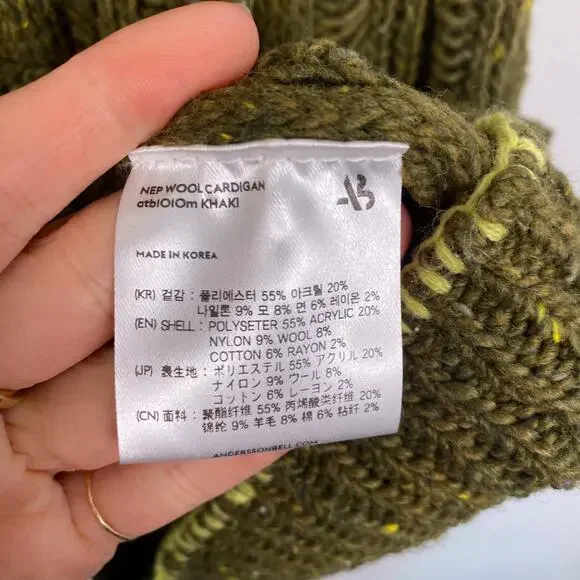 NEP WOOL CARDIGAN
atb1010m KHAKI
AB
MADE IN KOREA
(KR) 겉감 : 폴리에스터 55% 아크릴 20%
나일론 9% 모 8% 면 6% 레이온 2%
(EN) SHELL : POLYSETER 55% ACRYLIC 20%
NYLON 9% WOOL 8%
COTTON 6% RAYON 2%
(JP) 表生地 : ポリエステル 55% アクリル 20%
ナイロン 9% ウール 8%
コットン 6% レーヨン 2%
(CN) 面料 : 聚酯纤维 55% 丙烯酸类纤维 20%
锦纶 9% 羊毛 8% 棉 6% 粘纤 2%
ANDERSSONBELL.COM